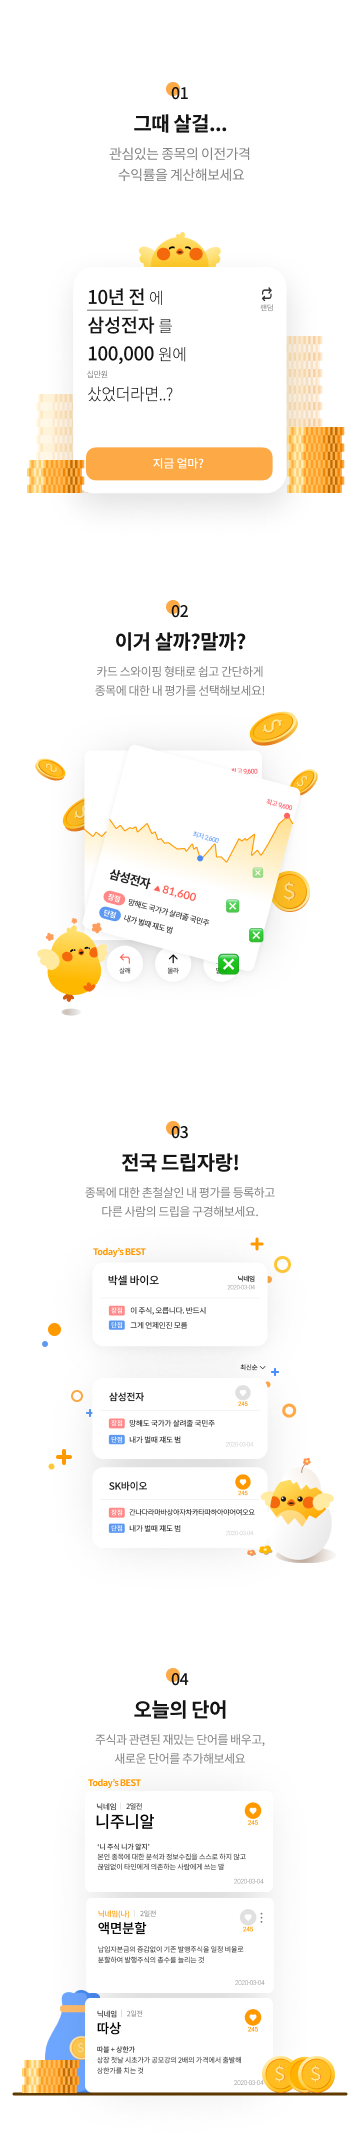 01
그때 살걸...
관심있는 종목의 이전가격
수익률을 계산해보세요
10년 전 에
랜덤
삼성전자 를
100,000 원에
십만원
샀었더라면..?
지금 얼마?
02
이거 살까?말까?
카드 스와이핑 형태로 쉽고 간단하게
종목에 대한 내 평가를 선택해보세요!
최고 9,600
최고 9,600
최저 2,600
삼성전자 ▲81,600
장점 망해도 국가가 살려줄 국민주
단점 내가 벌때 쟤도 범
살래
몰라
03
전국 드립자랑!
종목에 대한 촌철살인 내 평가를 등록하고
다른 사람의 드립을 구경해보세요.
Today's BEST
박셀 바이오
닉네임
2020-03-04
장점 이 주식, 오릅니다. 반드시
단점 그게 언제인진 모름
최신순
삼성전자
245
장점 망해도 국가가 살려줄 국민주
단점 내가 벌때 쟤도 범
2020-03-04
SK바이오
245
장점 간나다라마바상아자차카타파하아야어여오요
단점 내가 벌때 쟤도 범
2020-03-04
04
오늘의 단어
주식과 관련된 재밌는 단어를 배우고,
새로운 단어를 추가해보세요
Today's BEST
닉네임 | 2일전
니주니알
245
'니 주식 니가 알지'
본인 종목에 대한 분석과 정보수집을 스스로 하지 않고
끊임없이 타인에게 의존하는 사람에게 쓰는 말
2020-03-04
닉네임(나) | 2일전
액면분할
245
납입자본금의 증감없이 기존 발행주식을 일정 비율로
분할하여 발행주식의 총수를 늘리는 것
2020-03-04
닉네임 | 2일전
따상
245
따블 + 상한가
상장 첫날 시초가가 공모강의 2배의 가격에서 출발해
상한가를 치는 것
2020-03-04